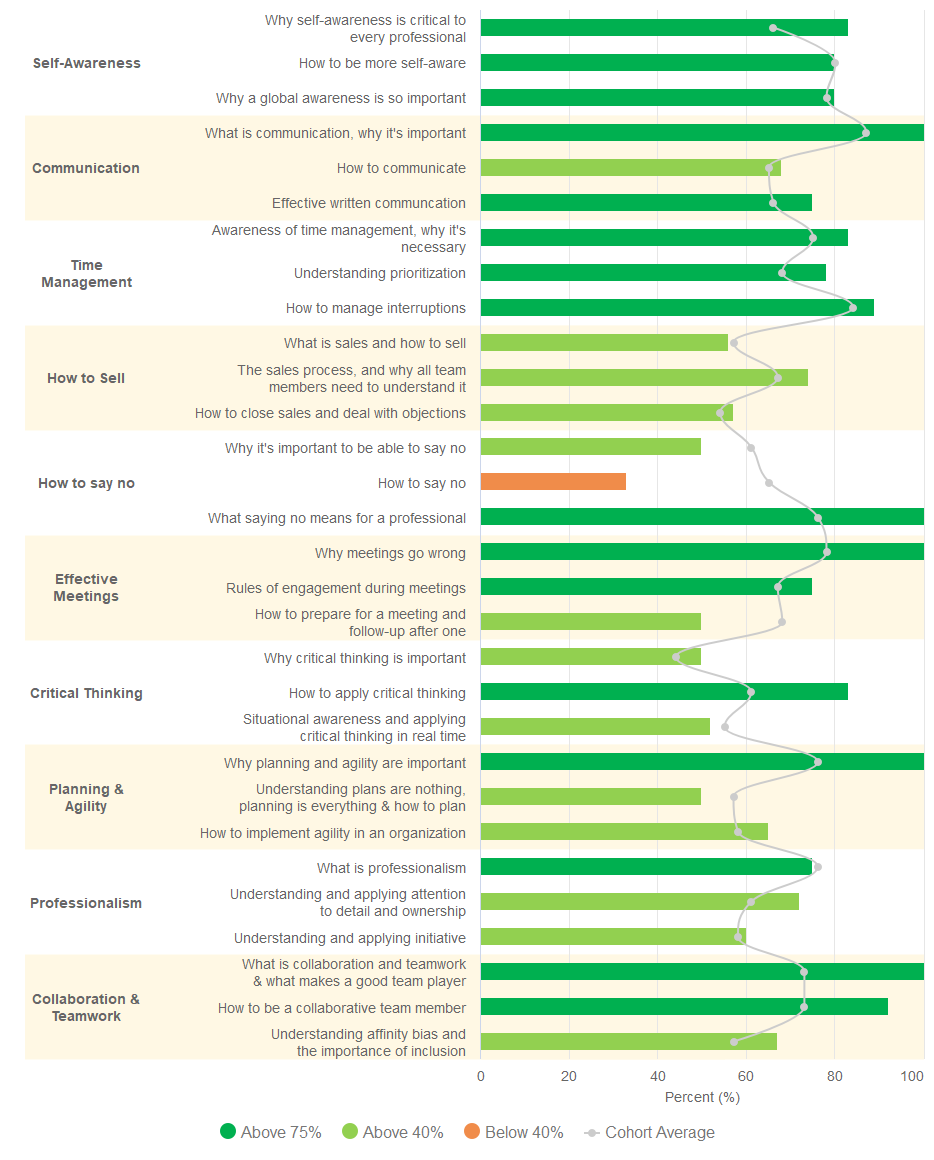 Why self-awareness is critical to
every professional
Self-Awareness
How to be more self-aware
Why a global awareness is so important
What is communication, why it's important
Communication
How to communicate
Effective written communcation
Awareness of time management, why it's
necessary
Time
Management
Understanding prioritization
How to manage interruptions
What is sales and how to sell
How to Sell
The sales process, and why all team
members need to understand it
How to close sales and deal with objections
Why it's important to be able to say no
How to say no
How to say no
What saying no means for a professional
Why meetings go wrong
Effective
Meetings
Rules of engagement during meetings
How to prepare for a meeting and
follow-up after one
Why critical thinking is important
Critical Thinking
How to apply critical thinking
Situational awareness and applying
critical thinking in real time
Why planning and agility are important
Planning &
Agility
Understanding plans are nothing,
planning is everything & how to plan
How to implement agility in an organization
What is professionalism
Professionalism
Understanding and applying attention
to detail and ownership
Understanding and applying initiative
What is collaboration and teamwork
& what makes a good team player
Collaboration &
Teamwork
How to be a collaborative team member
Understanding affinity bias and
the importance of inclusion
0 20 40 60 80 100
Percent (%)
Above 75% Above 40% Below 40% Cohort Average